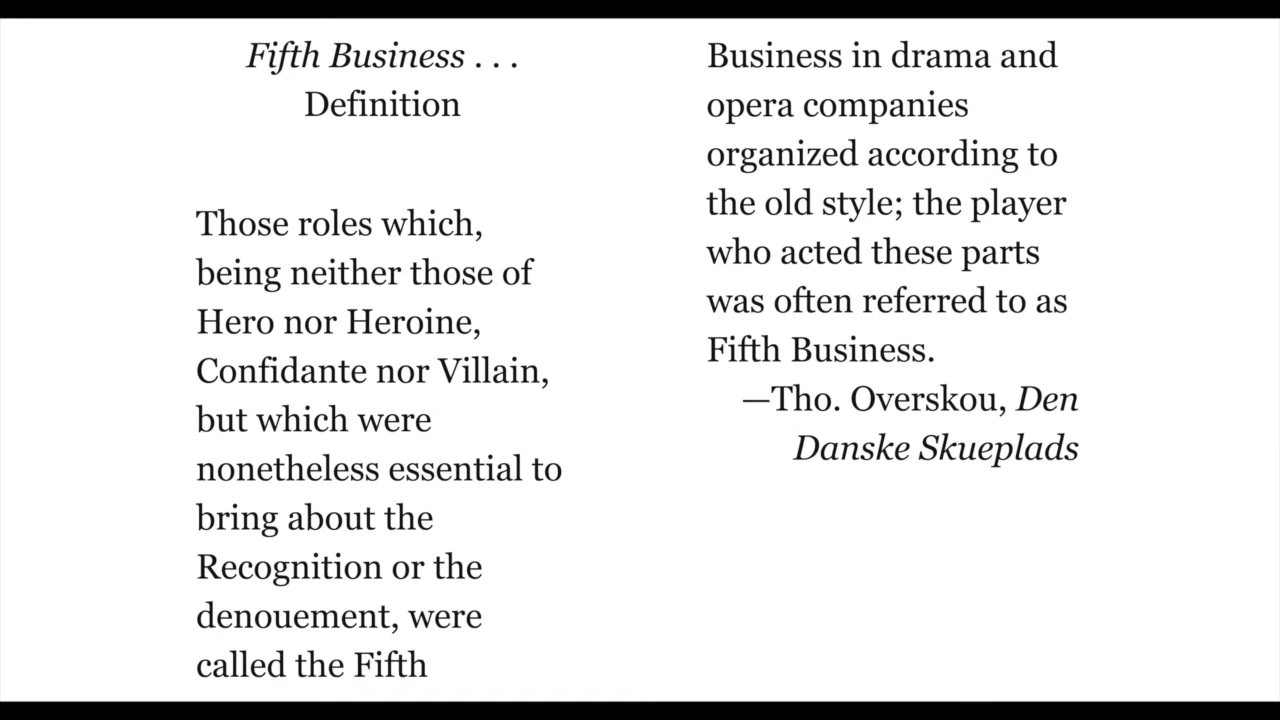 Fifth Business . . .
Definition
Those roles which,
being neither those of
Hero nor Heroine,
Confidante nor Villain,
but which were
nonetheless essential to
bring about the
Recognition or the
denouement, were
called the Fifth
Business in drama and
opera companies
organized according to
the old style; the player
who acted these parts
was often referred to as
Fifth Business.
—Tho. Overskou, Den
Danske Skueplads